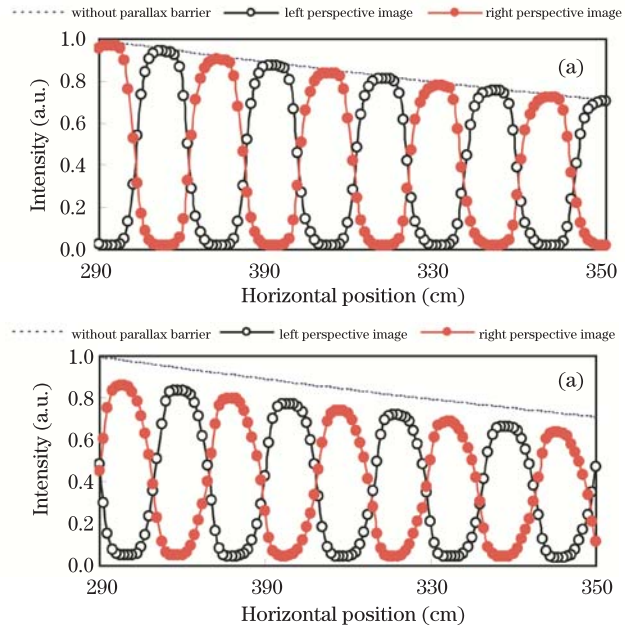 without parallax barrier left perspective image right perspective image
1.0
(a)
0.8
0.6
0.4
0.2
0.0
Intensity (a.u.)
290 390 330 350
Horizontal position (cm)
without parallax barrier left perspective image right perspective image
1.0
(a)
0.8
0.6
0.4
0.2
0.0
Intensity (a.u.)
290 390 330 350
Horizontal position (cm)